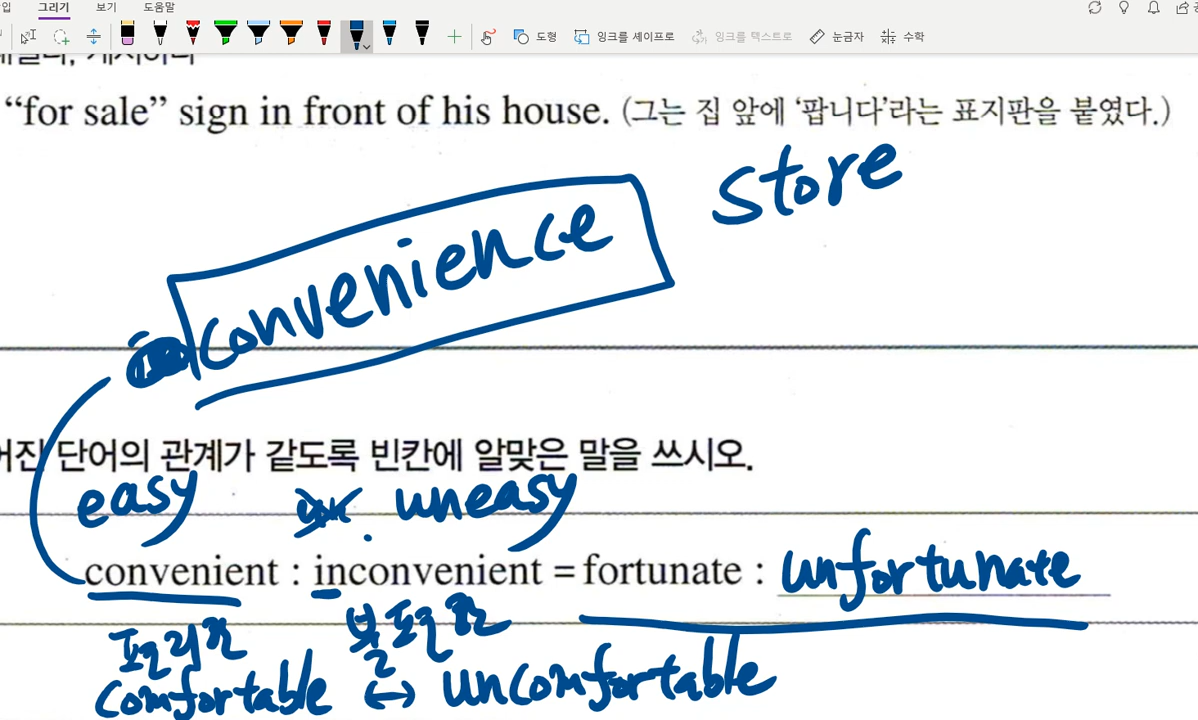 입 그리기 보기 도움말
도형 잉크를 셰이프로 잉크를 텍스트로 눈금자 수학
“for sale” sign in front of his house. (그는 집 앞에 ‘팝니다’라는 표지판을 붙였다.)
store
convenience
어진 단어의 관계가 같도록 빈칸에 알맞은 말을 쓰시오.
easy uneasy
convenient : inconvenient = fortunate : unfortunate
편리한 불편한
comfortable ↔ uncomfortable